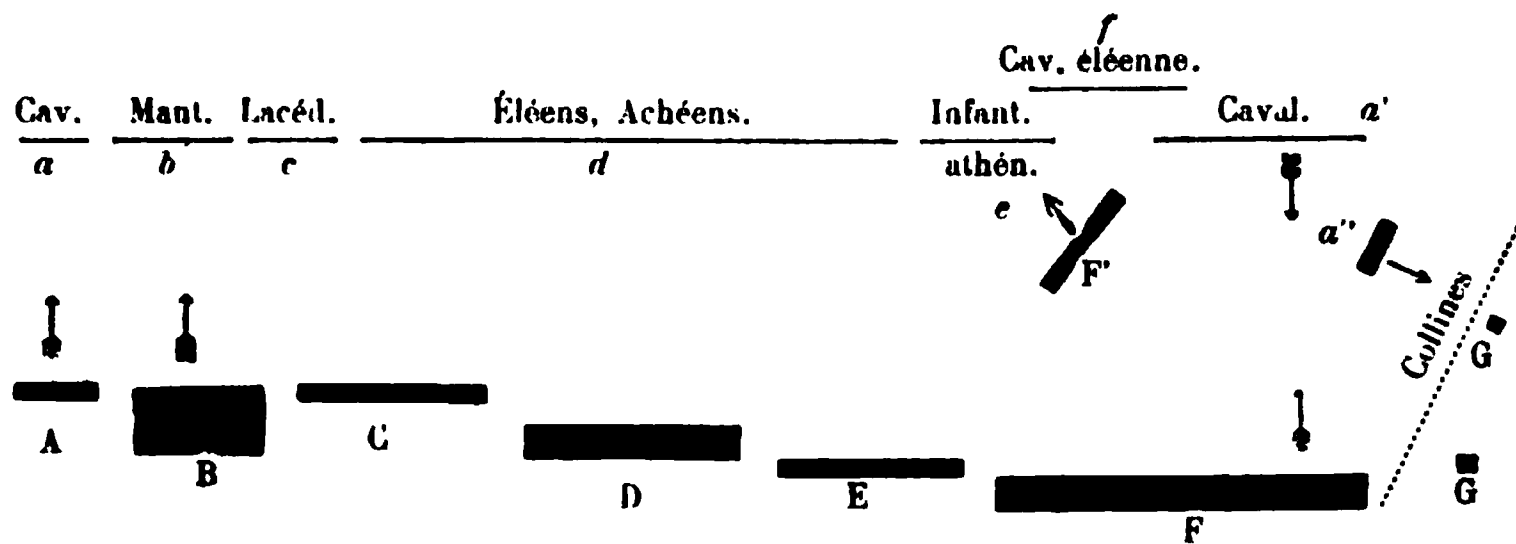 f
Cav. éléenne.
Cav. Mant. Lacéd. Éléens, Achéens. Infant. Caval. a'
a b c d athén.
e
a''
F'
Collines
G
A B C D E F G